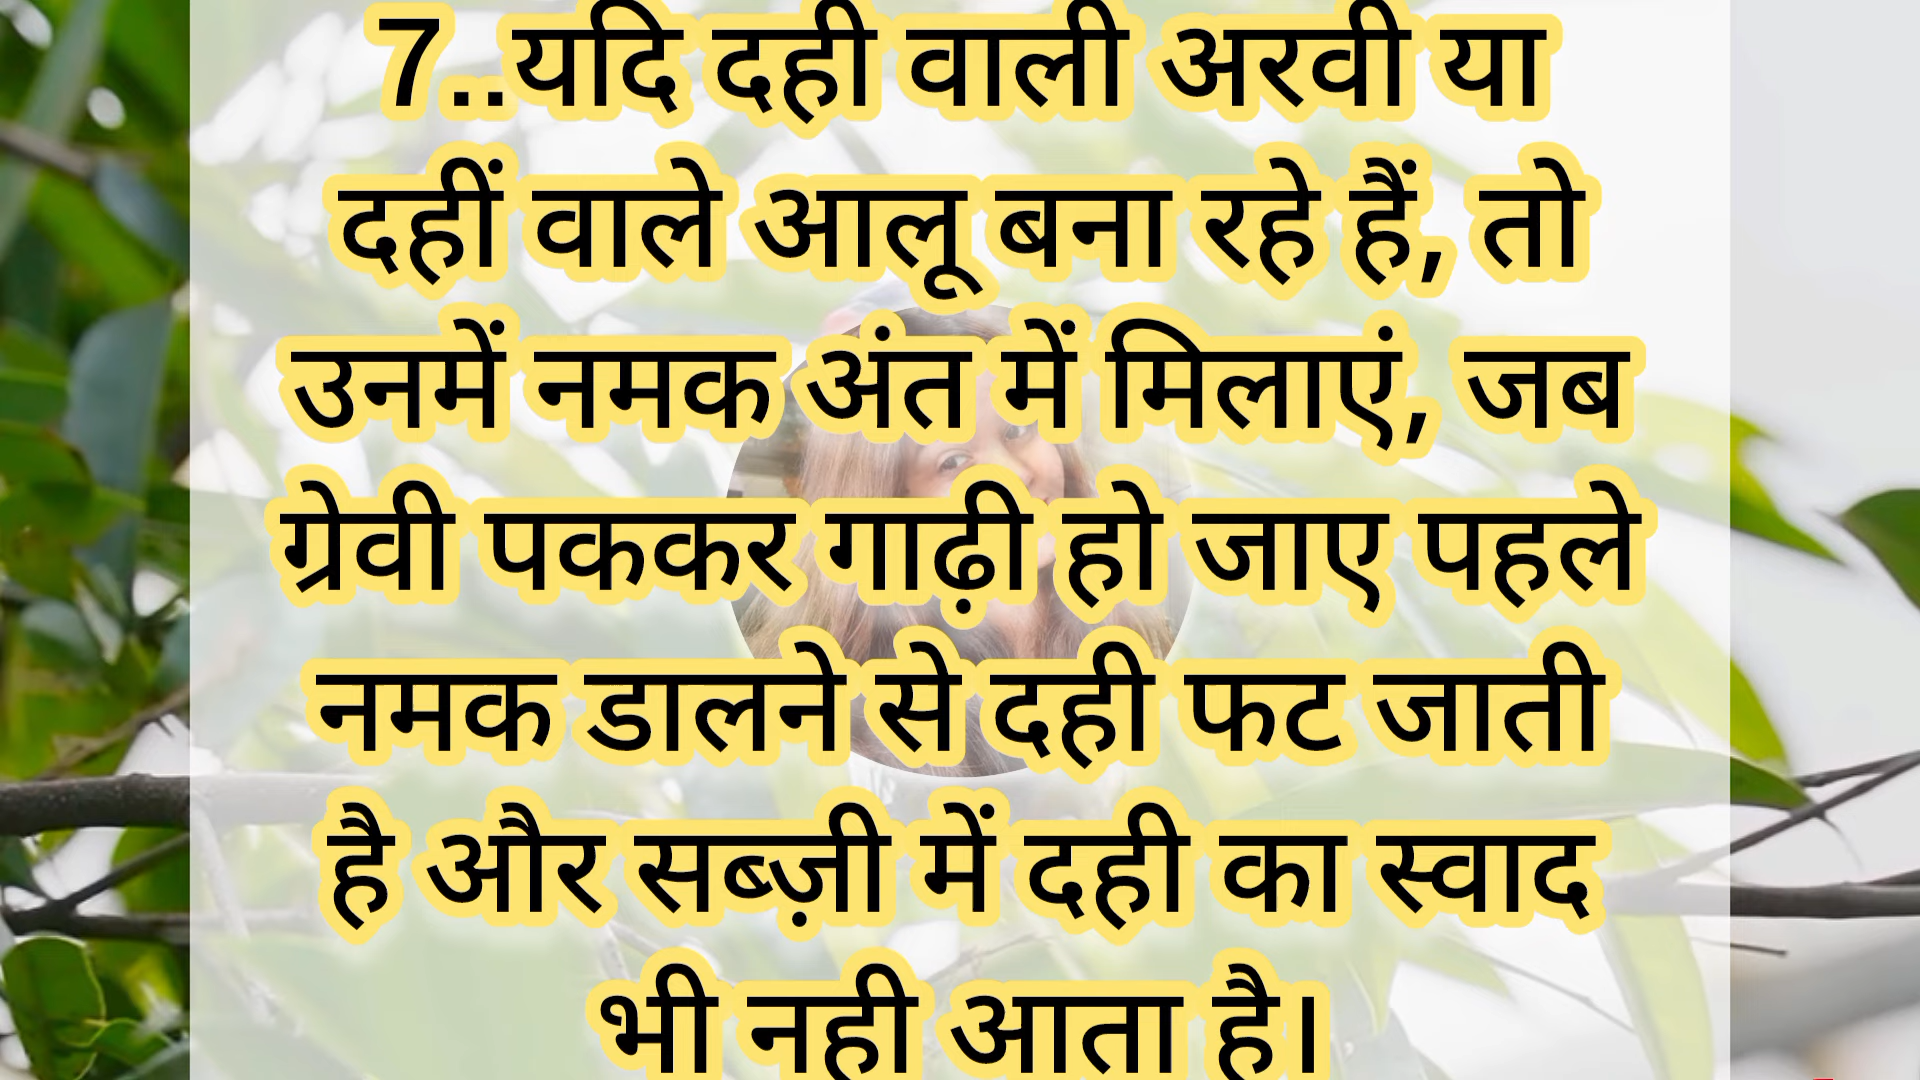 7..यदि दही वाली अरवी या
दहीं वाले आलू बना रहे हैं, तो
उनमें नमक अंत में मिलाएं, जब
ग्रेवी पककर गाढ़ी हो जाए पहले
नमक डालने से दही फट जाती
है और सब्ज़ी में दही का स्वाद
भी नही आता है।